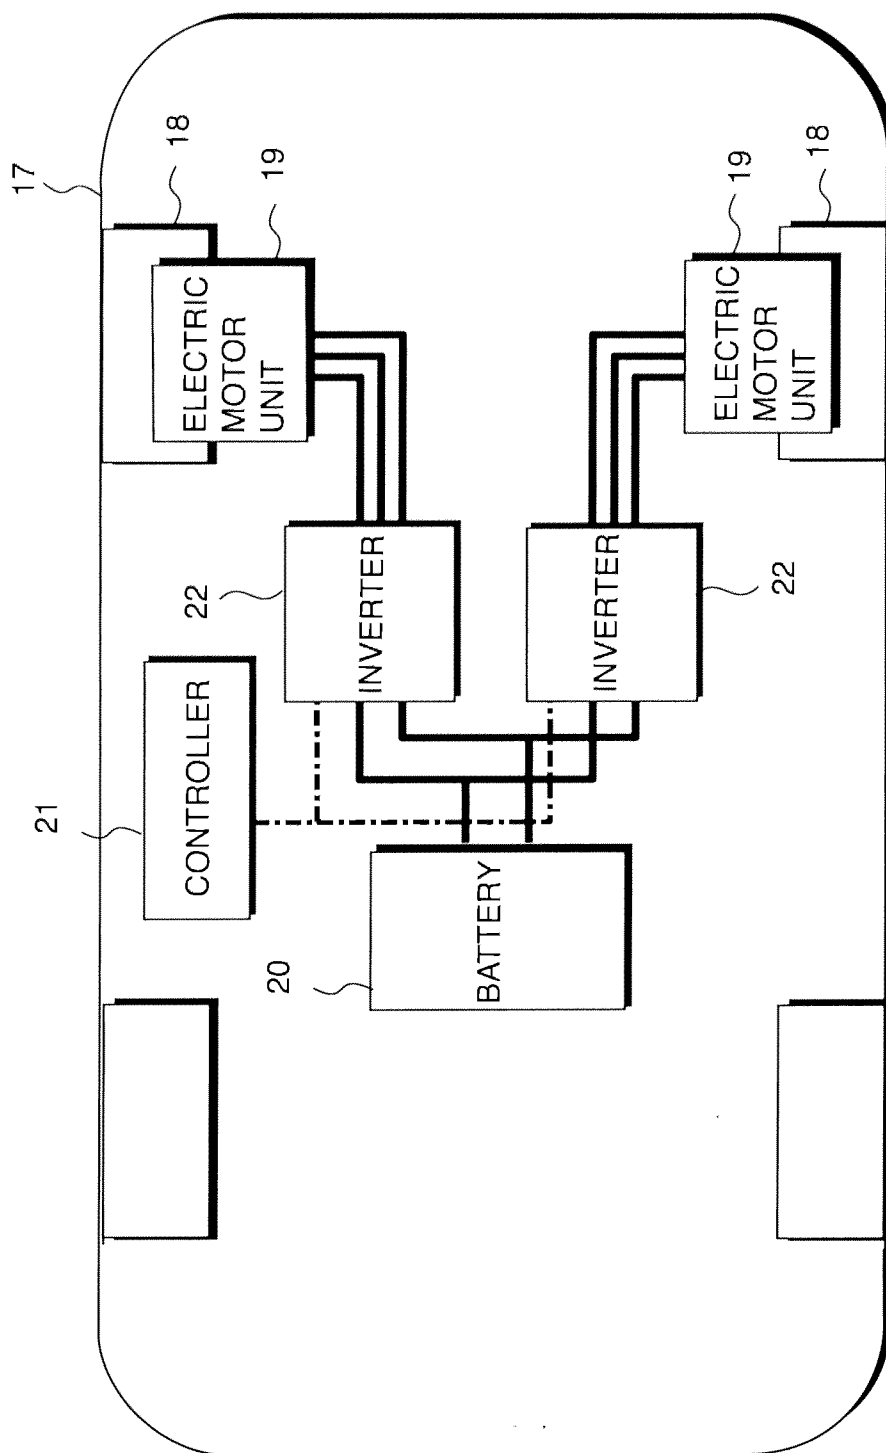 17
18
19
ELECTRIC
MOTOR
UNIT
18
19
ELECTRIC
MOTOR
UNIT
22
INVERTER
22
INVERTER
21
CONTROLLER
20
BATTERY